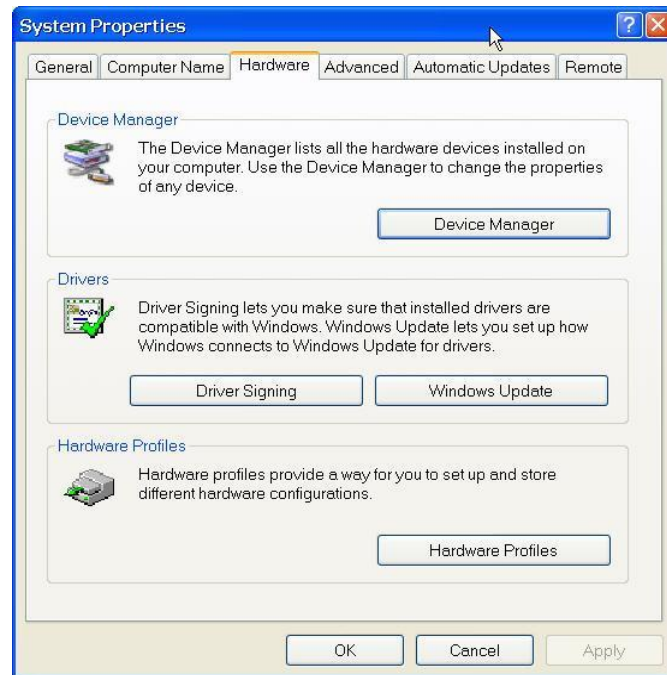 System Properties
General Computer Name Hardware Advanced Automatic Updates Remote
Device Manager
The Device Manager lists all the hardware devices installed on
your computer. Use the Device Manager to change the properties
of any device.
Device Manager
Drivers
Driver Signing lets you make sure that installed drivers are
compatible with Windows. Windows Update lets you set up how
Windows connects to Windows Update for drivers.
Driver Signing Windows Update
Hardware Profiles
Hardware profiles provide a way for you to set up and store
different hardware configurations.
Hardware Profiles
OK Cancel Apply